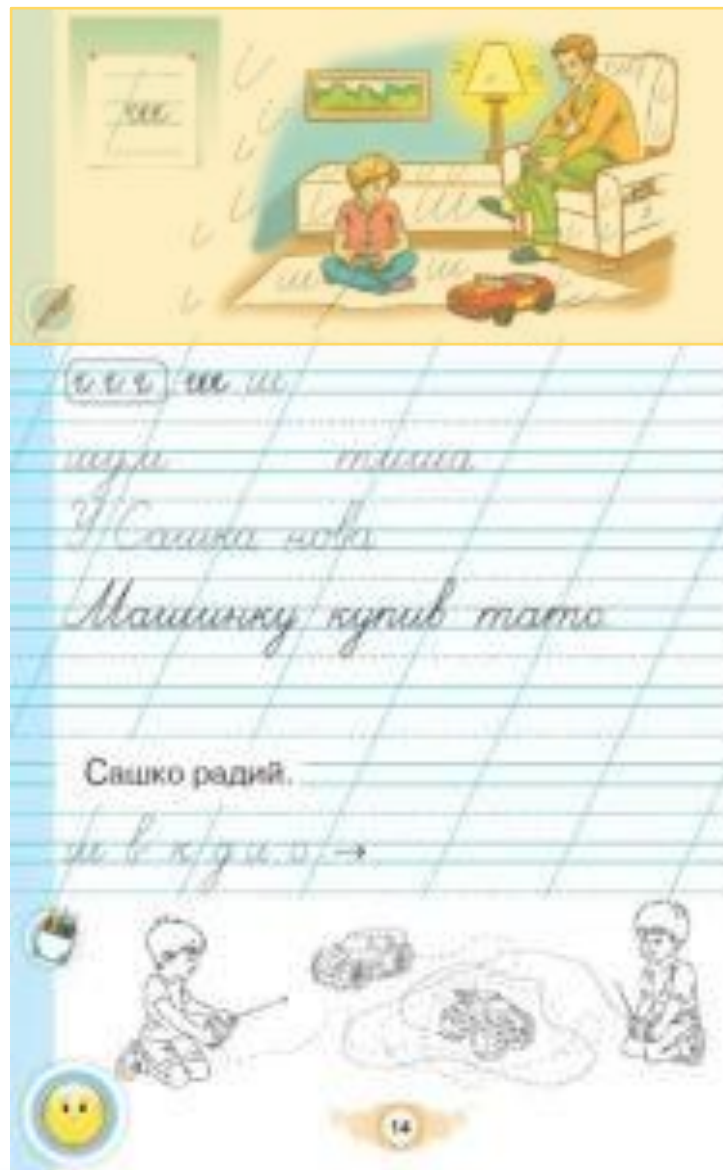 ш
ш ш
г г г ш ш
шум тиша
У Сашка нова
Машинку купив тато
Сашко радий.
м в к д и о →
14